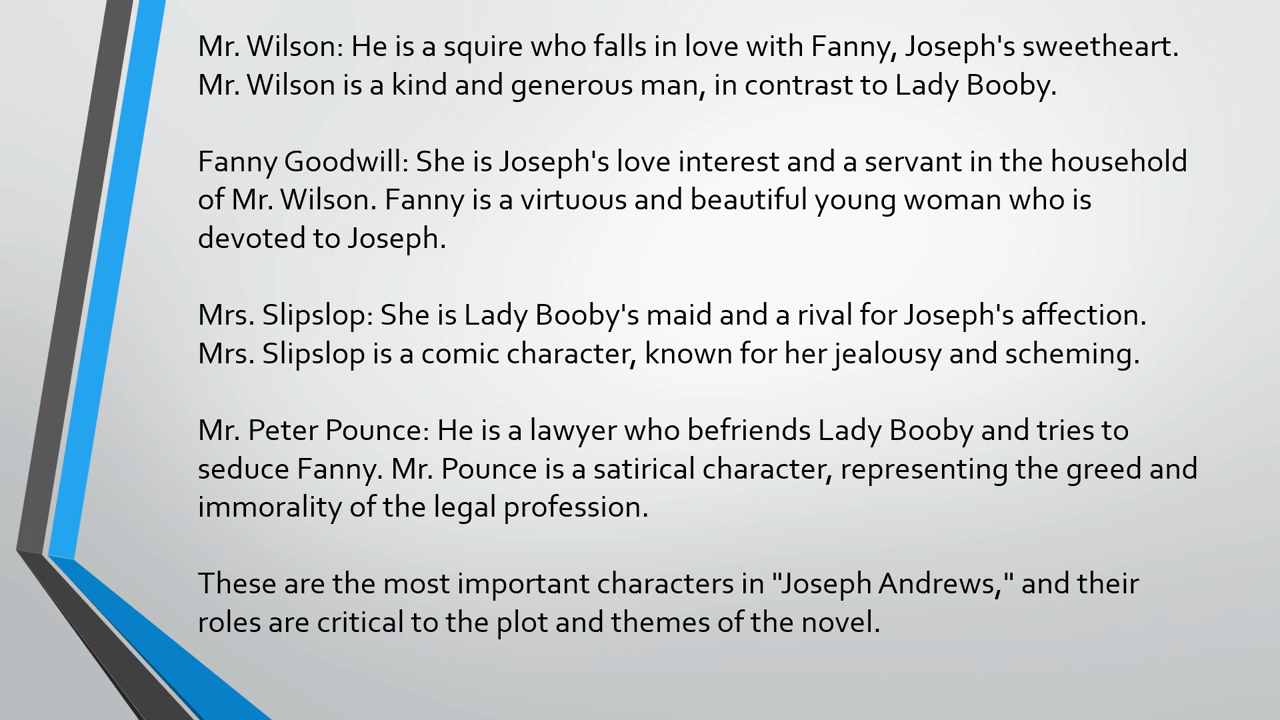 Mr. Wilson: He is a squire who falls in love with Fanny, Joseph's sweetheart.
Mr. Wilson is a kind and generous man, in contrast to Lady Booby.
Fanny Goodwill: She is Joseph's love interest and a servant in the household
of Mr. Wilson. Fanny is a virtuous and beautiful young woman who is
devoted to Joseph.
Mrs. Slipslop: She is Lady Booby's maid and a rival for Joseph's affection.
Mrs. Slipslop is a comic character, known for her jealousy and scheming.
Mr. Peter Pounce: He is a lawyer who befriends Lady Booby and tries to
seduce Fanny. Mr. Pounce is a satirical character, representing the greed and
immorality of the legal profession.
These are the most important characters in "Joseph Andrews," and their
roles are critical to the plot and themes of the novel.